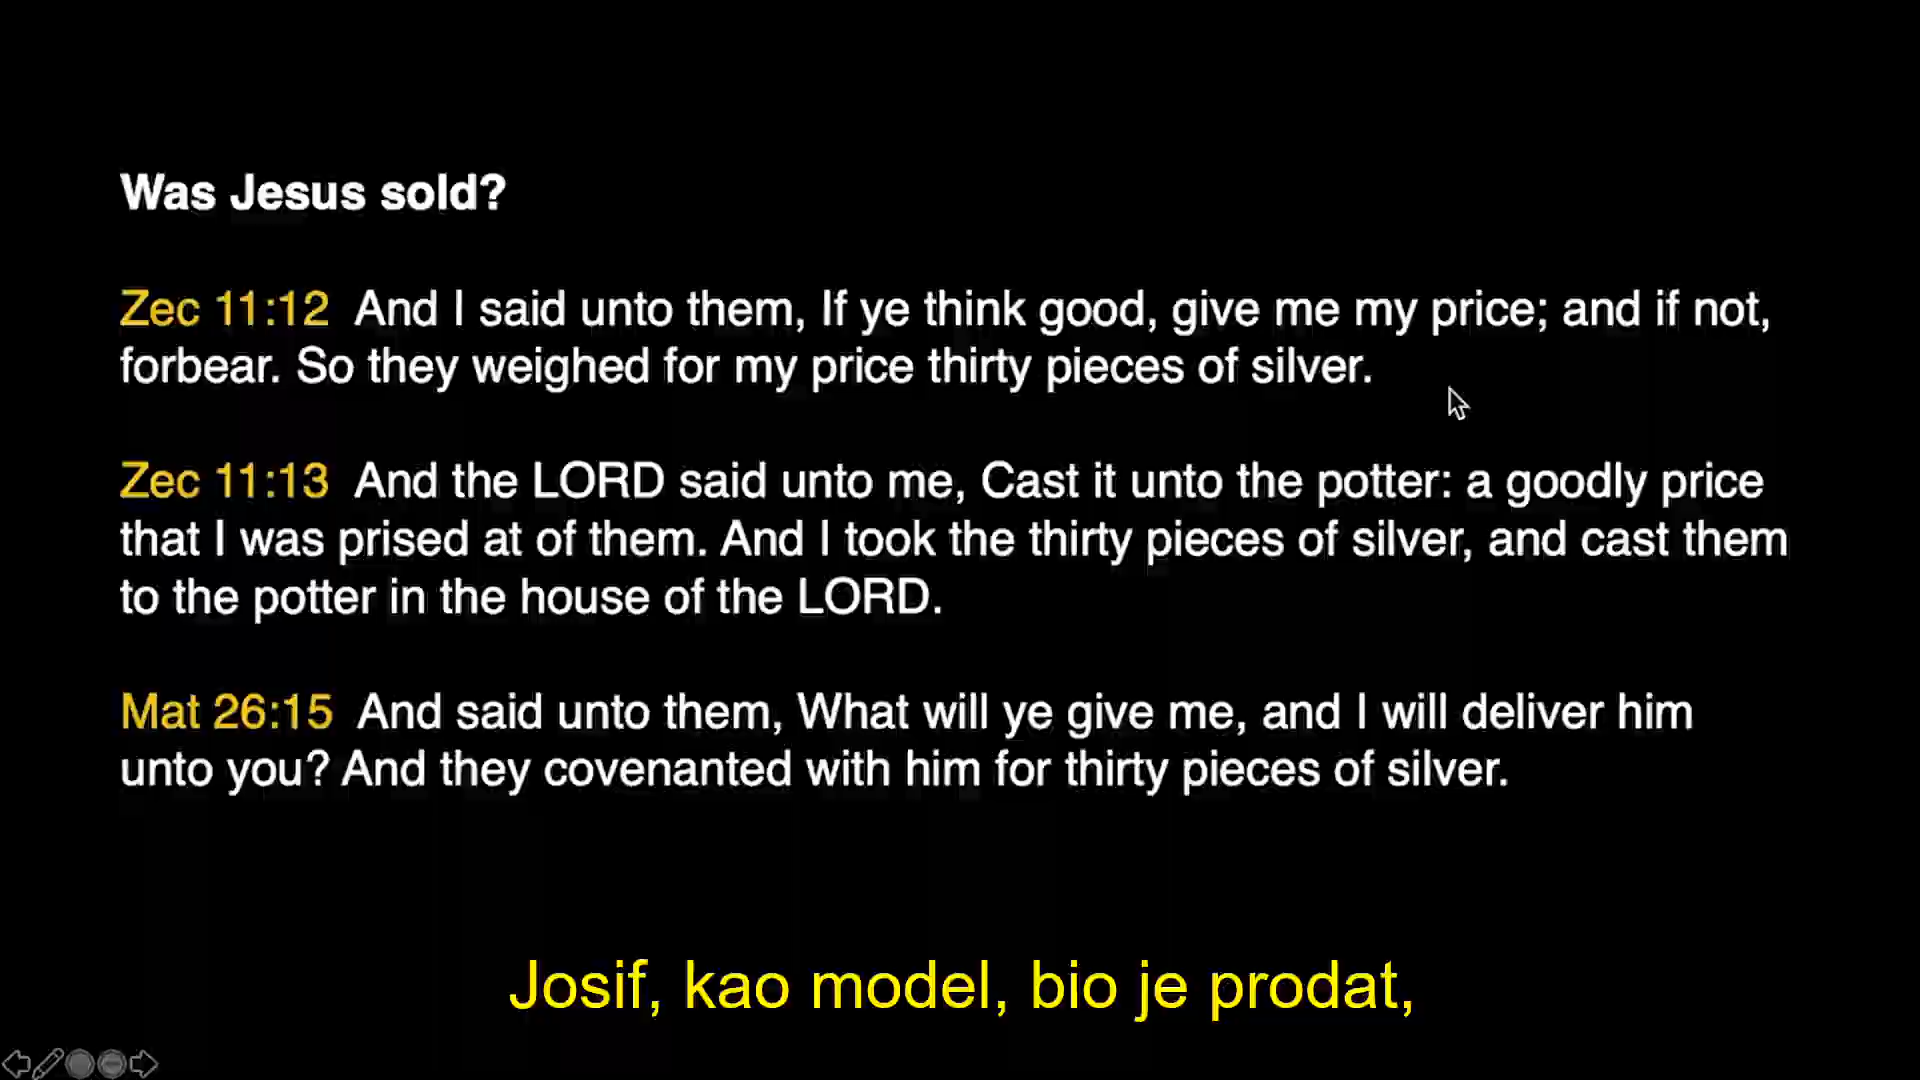 Was Jesus sold?
Zec 11:12 And I said unto them, If ye think good, give me my price; and if not,
forbear. So they weighed for my price thirty pieces of silver.
Zec 11:13 And the LORD said unto me, Cast it unto the potter: a goodly price
that I was prised at of them. And I took the thirty pieces of silver, and cast them
to the potter in the house of the LORD.
Mat 26:15 And said unto them, What will ye give me, and I will deliver him
unto you? And they covenanted with him for thirty pieces of silver.
Josif, kao model, bio je prodat,